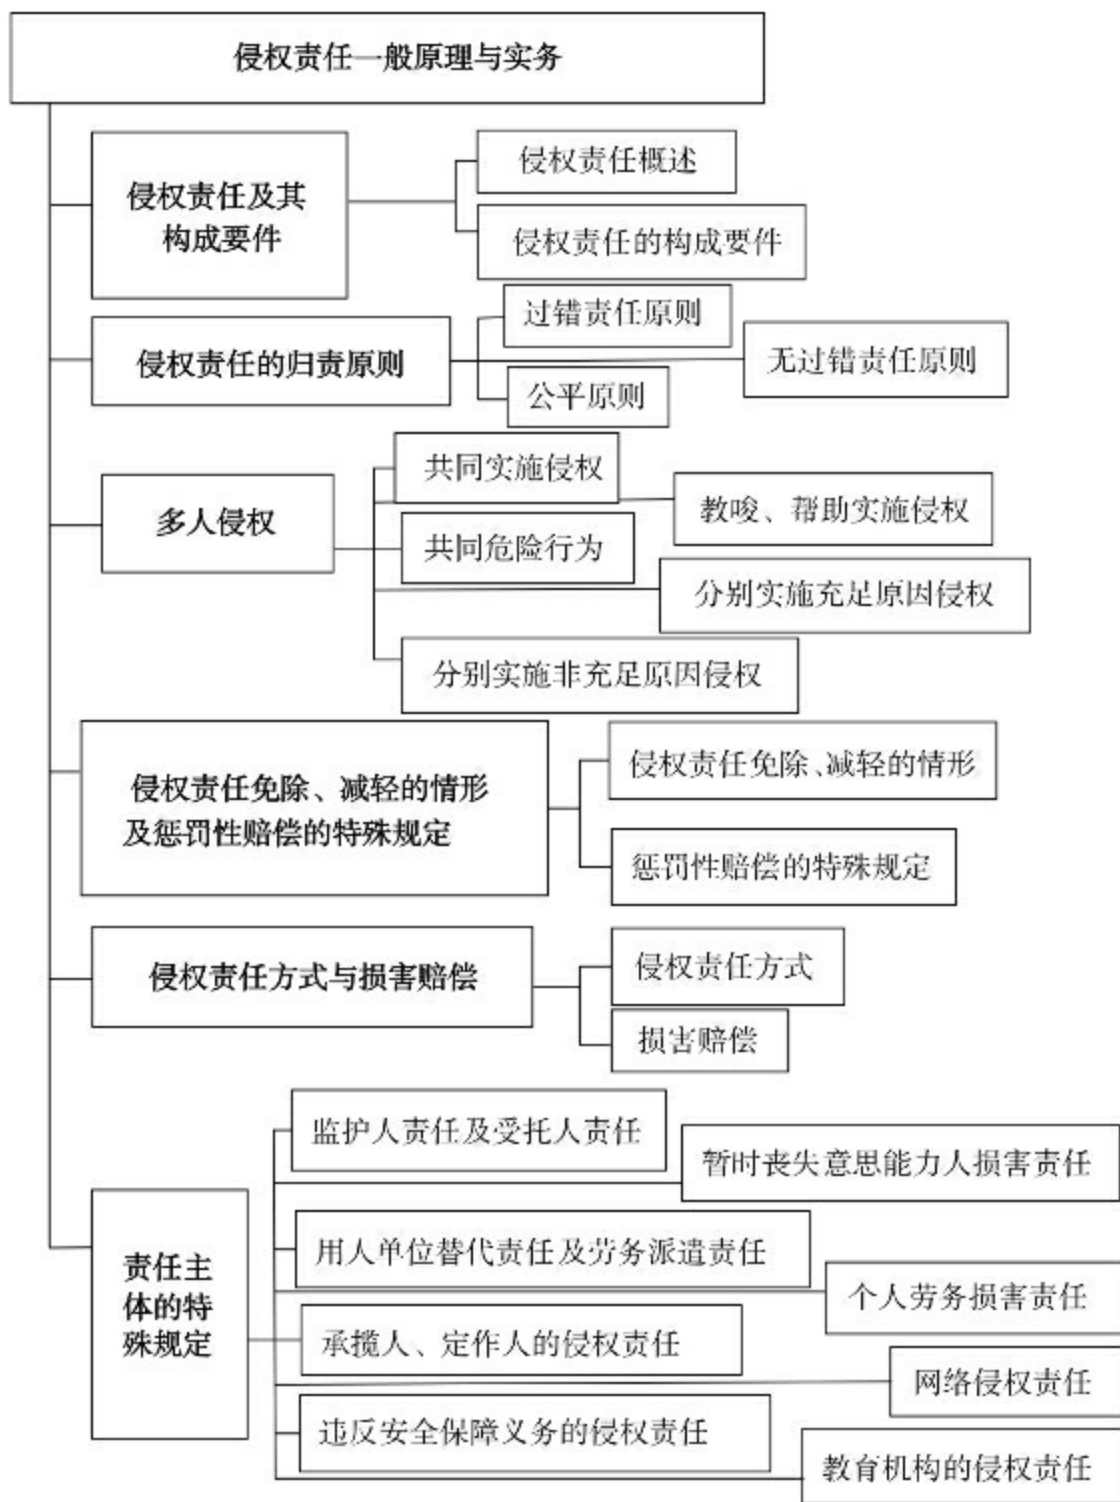 侵权责任一般原理与实务
侵权责任及其
构成要件
侵权责任概述
侵权责任的构成要件
侵权责任的归责原则
过错责任原则
无过错责任原则
公平原则
多人侵权
共同实施侵权
教唆、帮助实施侵权
共同危险行为
分别实施充足原因侵权
分别实施非充足原因侵权
侵权责任免除、减轻的情形
及惩罚性赔偿的特殊规定
侵权责任免除、减轻的情形
惩罚性赔偿的特殊规定
侵权责任方式与损害赔偿
侵权责任方式
损害赔偿
责任主
体的特
殊规定
监护人责任及受托人责任
暂时丧失意思能力人损害责任
用人单位替代责任及劳务派遣责任
个人劳务损害责任
承揽人、定作人的侵权责任
网络侵权责任
违反安全保障义务的侵权责任
教育机构的侵权责任